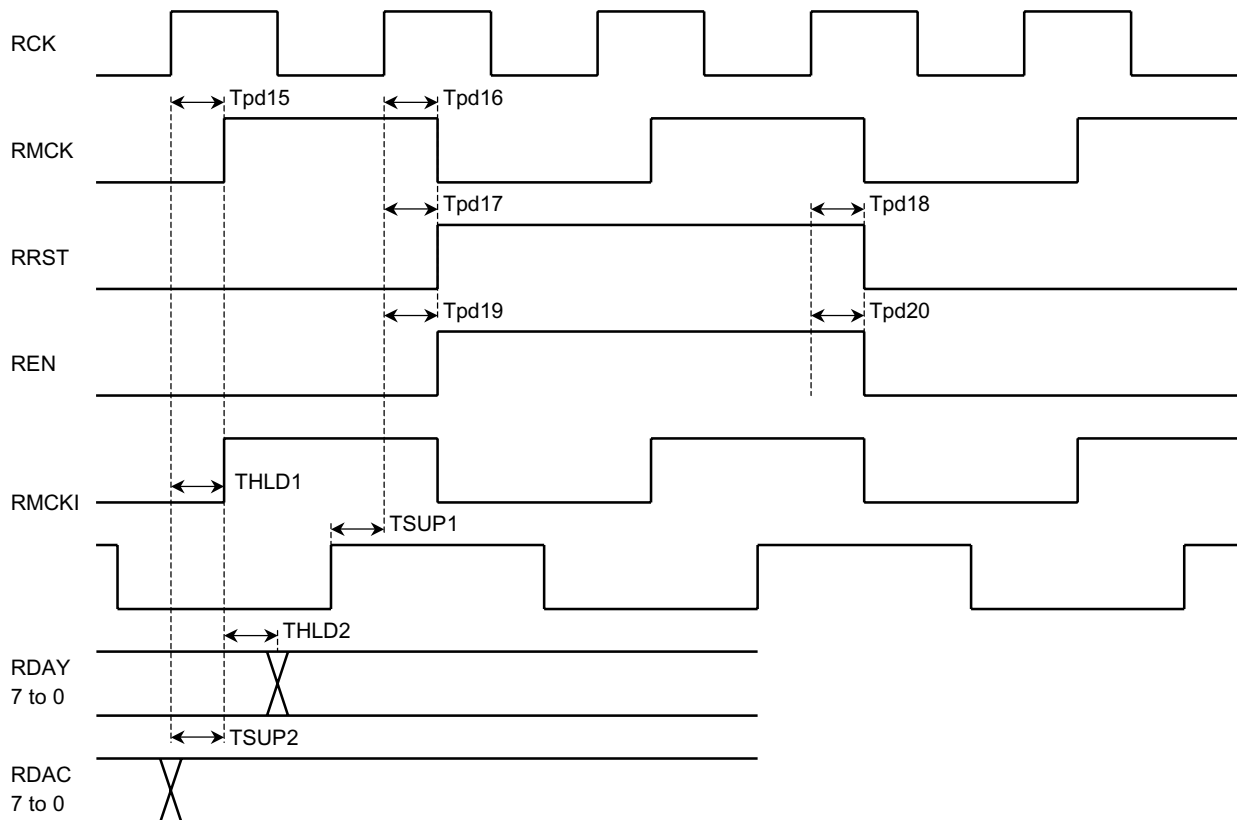 RCK
Tpd15
Tpd16
RMCK
Tpd17
Tpd18
RRST
Tpd19
Tpd20
REN
THLD1
RMCKI
TSUP1
THLD2
RDAY
7 to 0
TSUP2
RDAC
7 to 0